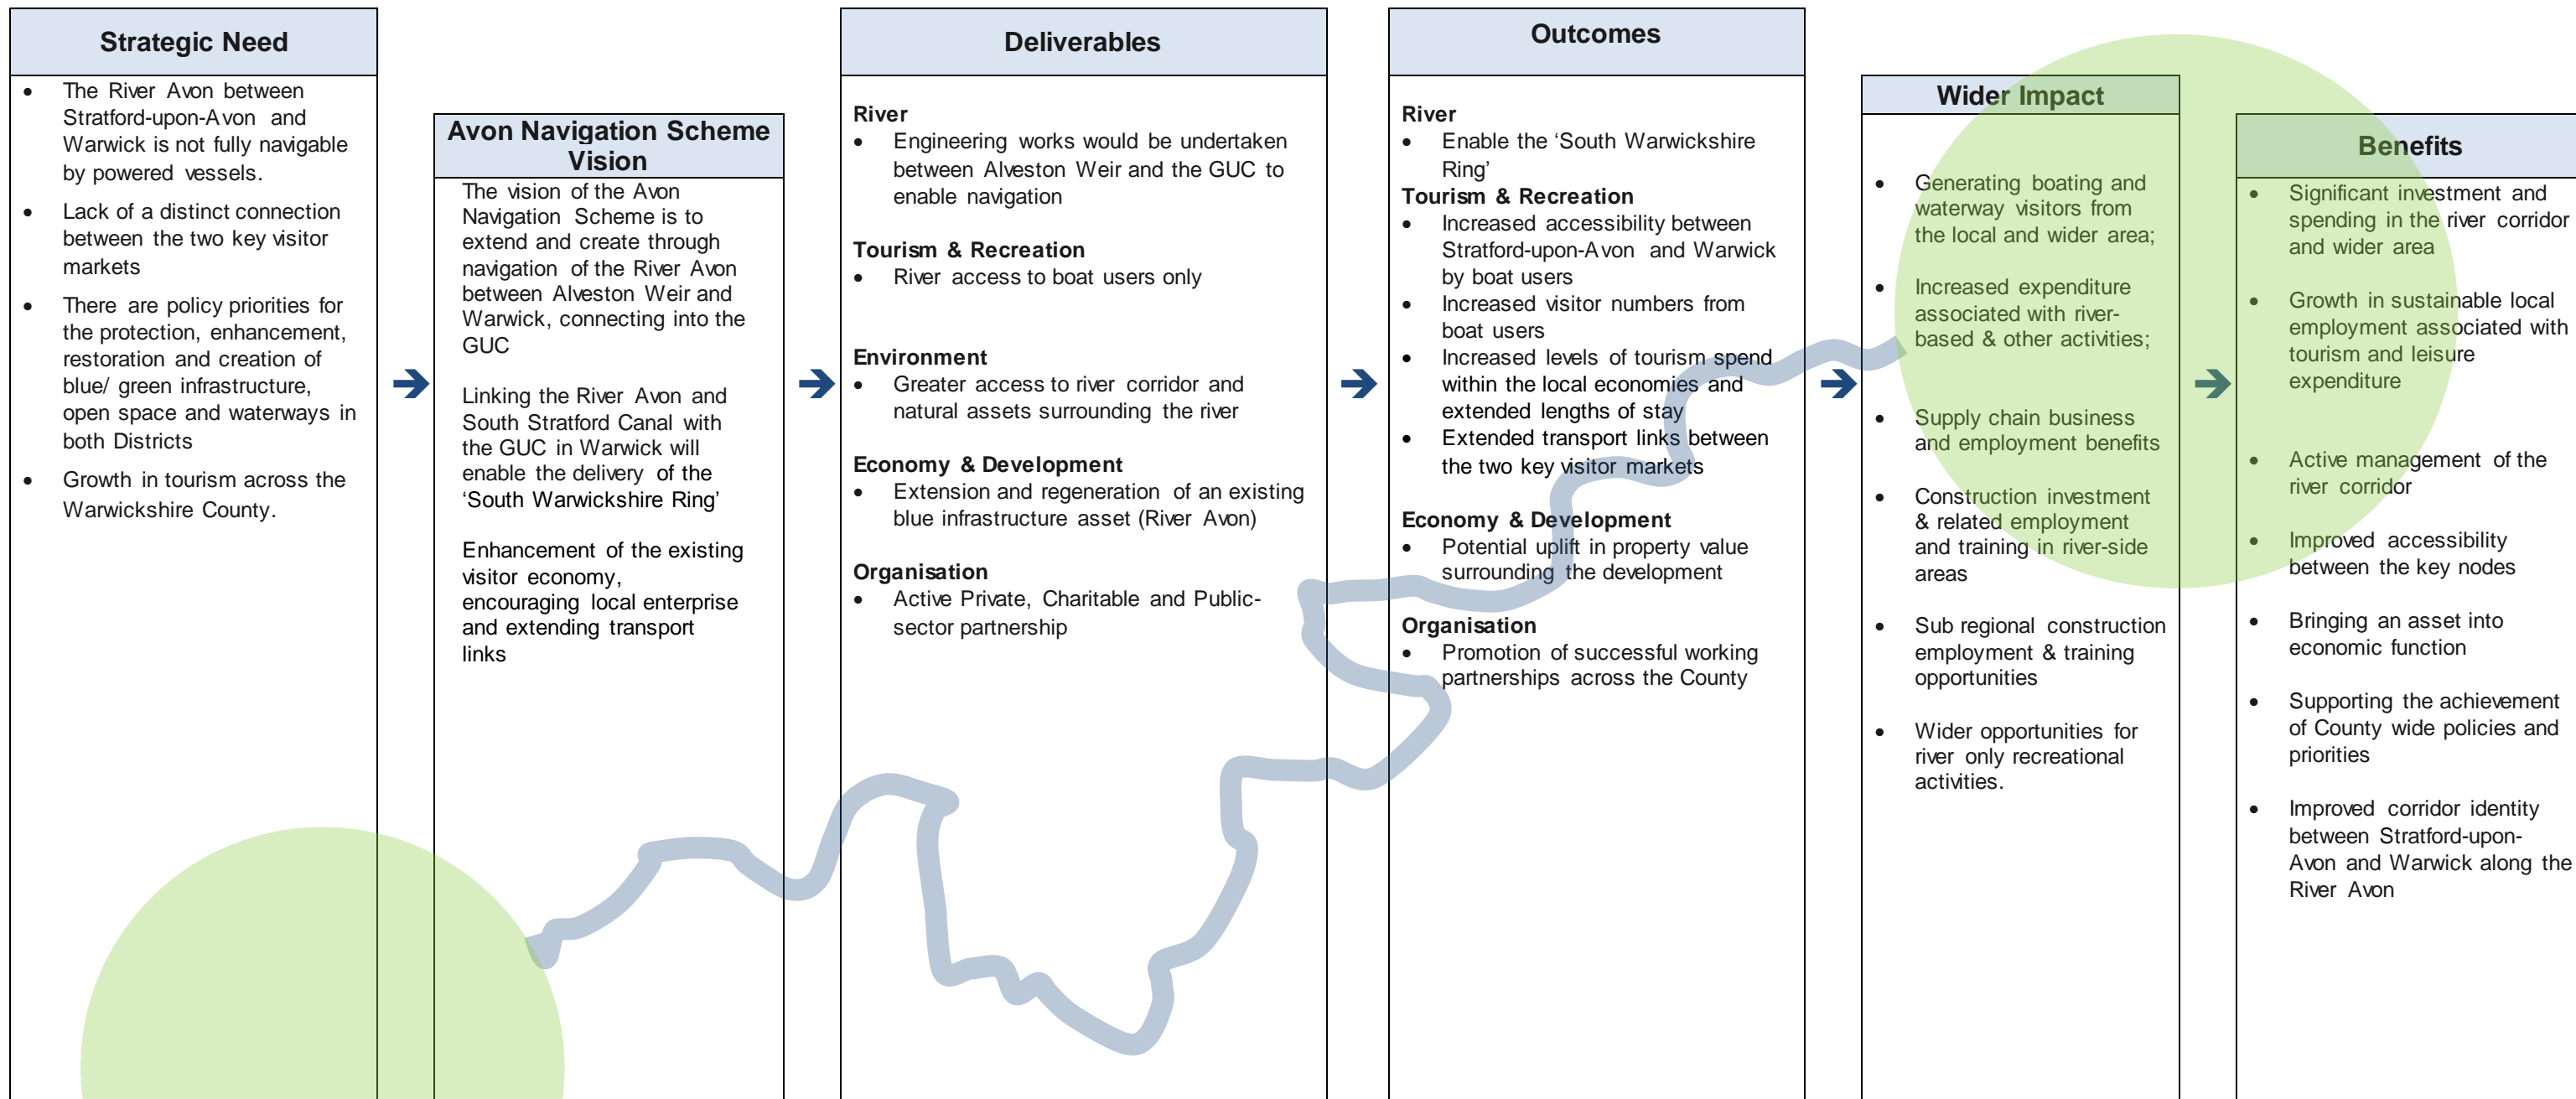 Strategic Need
• The River Avon between
Stratford-upon-Avon and
Warwick is not fully navigable
by powered vessels.
• Lack of a distinct connection
between the two key visitor
markets
• There are policy priorities for
the protection, enhancement,
restoration and creation of
blue/ green infrastructure,
open space and waterways in
both Districts
• Growth in tourism across the
Warwickshire County.
Avon Navigation Scheme
Vision
The vision of the Avon
Navigation Scheme is to
extend and create through
navigation of the River Avon
between Alveston Weir and
Warwick, connecting into the
GUC
Linking the River Avon and
South Stratford Canal with
the GUC in Warwick will
enable the delivery of the
‘South Warwickshire Ring’
Enhancement of the existing
visitor economy,
encouraging local enterprise
and extending transport
links
Deliverables
River
• Engineering works would be undertaken
between Alveston Weir and the GUC to
enable navigation
Tourism & Recreation
• River access to boat users only
Environment
• Greater access to river corridor and
natural assets surrounding the river
Economy & Development
• Extension and regeneration of an existing
blue infrastructure asset (River Avon)
Organisation
• Active Private, Charitable and Public-
sector partnership
Outcomes
River
• Enable the ‘South Warwickshire
Ring’
Tourism & Recreation
• Increased accessibility between
Stratford-upon-Avon and Warwick
by boat users
• Increased visitor numbers from
boat users
• Increased levels of tourism spend
within the local economies and
extended lengths of stay
• Extended transport links between
the two key visitor markets
Economy & Development
• Potential uplift in property value
surrounding the development
Organisation
• Promotion of successful working
partnerships across the County
Wider Impact
• Generating boating and
waterway visitors from
the local and wider area;
• Increased expenditure
associated with river-
based & other activities;
• Supply chain business
and employment benefits
• Construction investment
& related employment
and training in river-side
areas
• Sub regional construction
employment & training
opportunities
• Wider opportunities for
river only recreational
activities.
Benefits
• Significant investment and
spending in the river corridor
and wider area
• Growth in sustainable local
employment associated with
tourism and leisure
expenditure
• Active management of the
river corridor
• Improved accessibility
between the key nodes
• Bringing an asset into
economic function
• Supporting the achievement
of County wide policies and
priorities
• Improved corridor identity
between Stratford-upon-
Avon and Warwick along the
River Avon